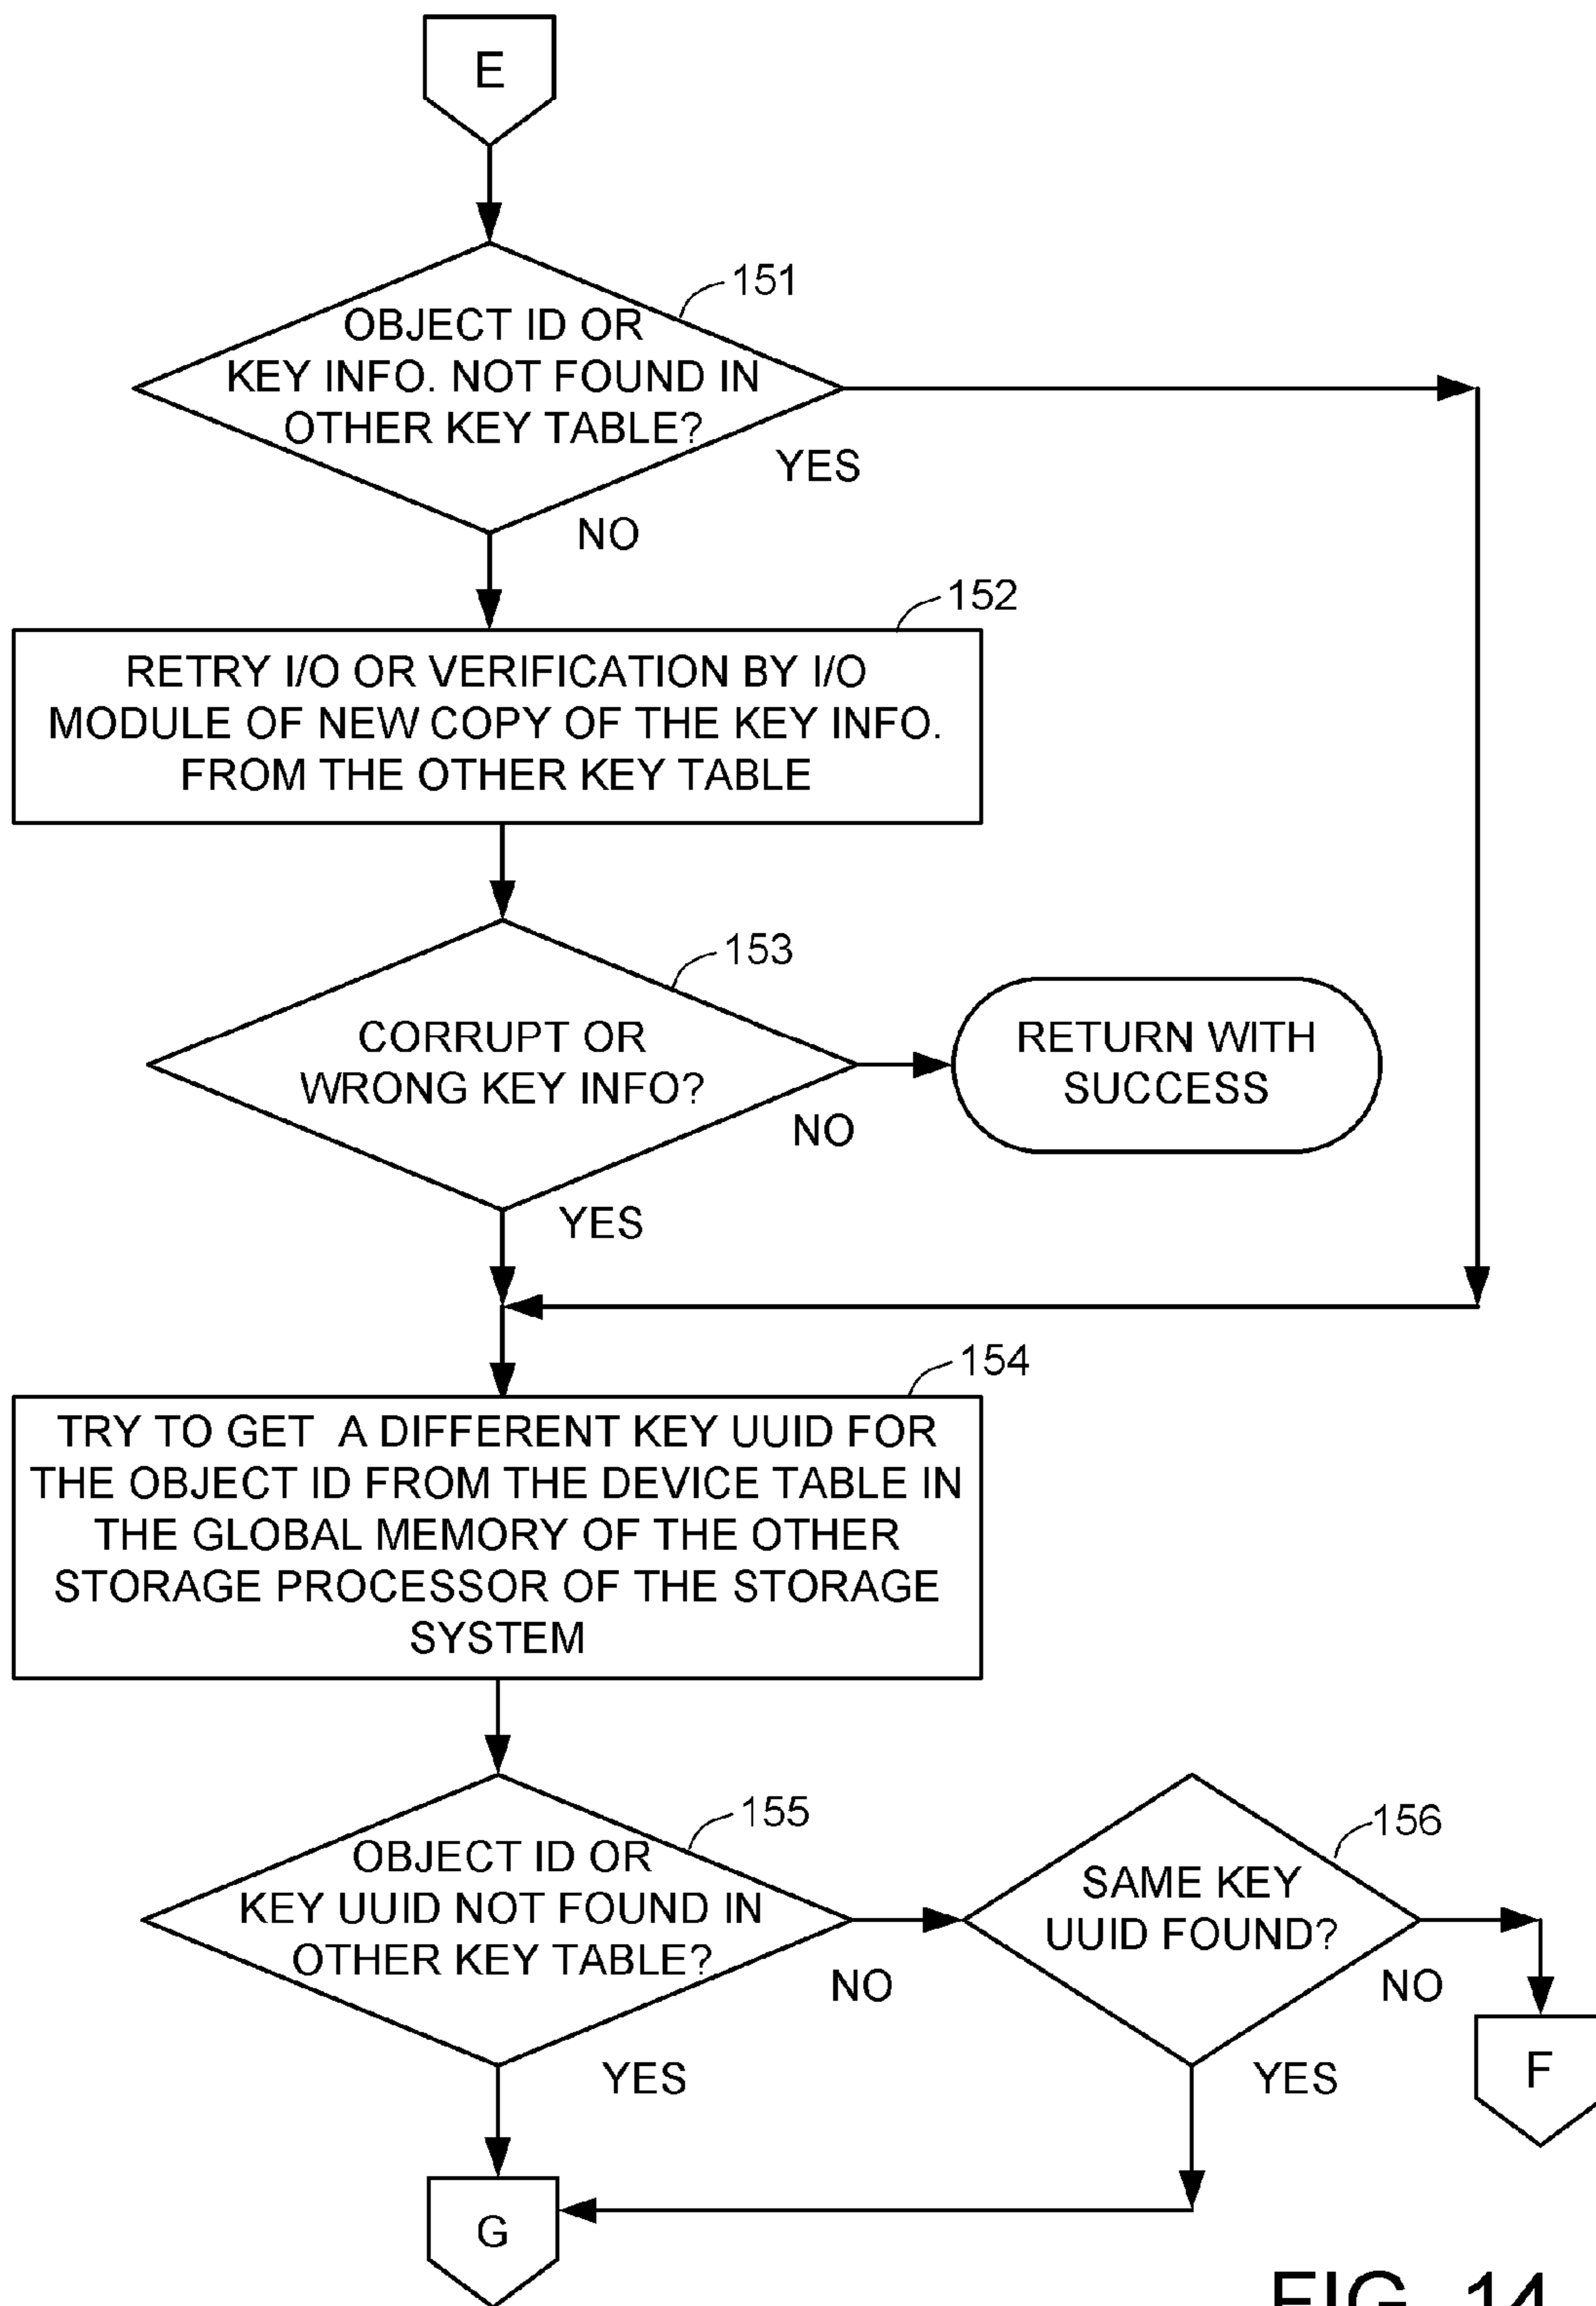 E
151
OBJECT ID OR
KEY INFO. NOT FOUND IN
OTHER KEY TABLE?
YES
NO
152
RETRY I/O OR VERIFICATION BY I/O
MODULE OF NEW COPY OF THE KEY INFO.
FROM THE OTHER KEY TABLE
153
CORRUPT OR
WRONG KEY INFO?
NO
RETURN WITH
SUCCESS
YES
154
TRY TO GET A DIFFERENT KEY UUID FOR
THE OBJECT ID FROM THE DEVICE TABLE IN
THE GLOBAL MEMORY OF THE OTHER
STORAGE PROCESSOR OF THE STORAGE
SYSTEM
155
OBJECT ID OR
KEY UUID NOT FOUND IN
OTHER KEY TABLE?
NO
YES
156
SAME KEY
UUID FOUND?
NO
YES
F
G
FIG. 14